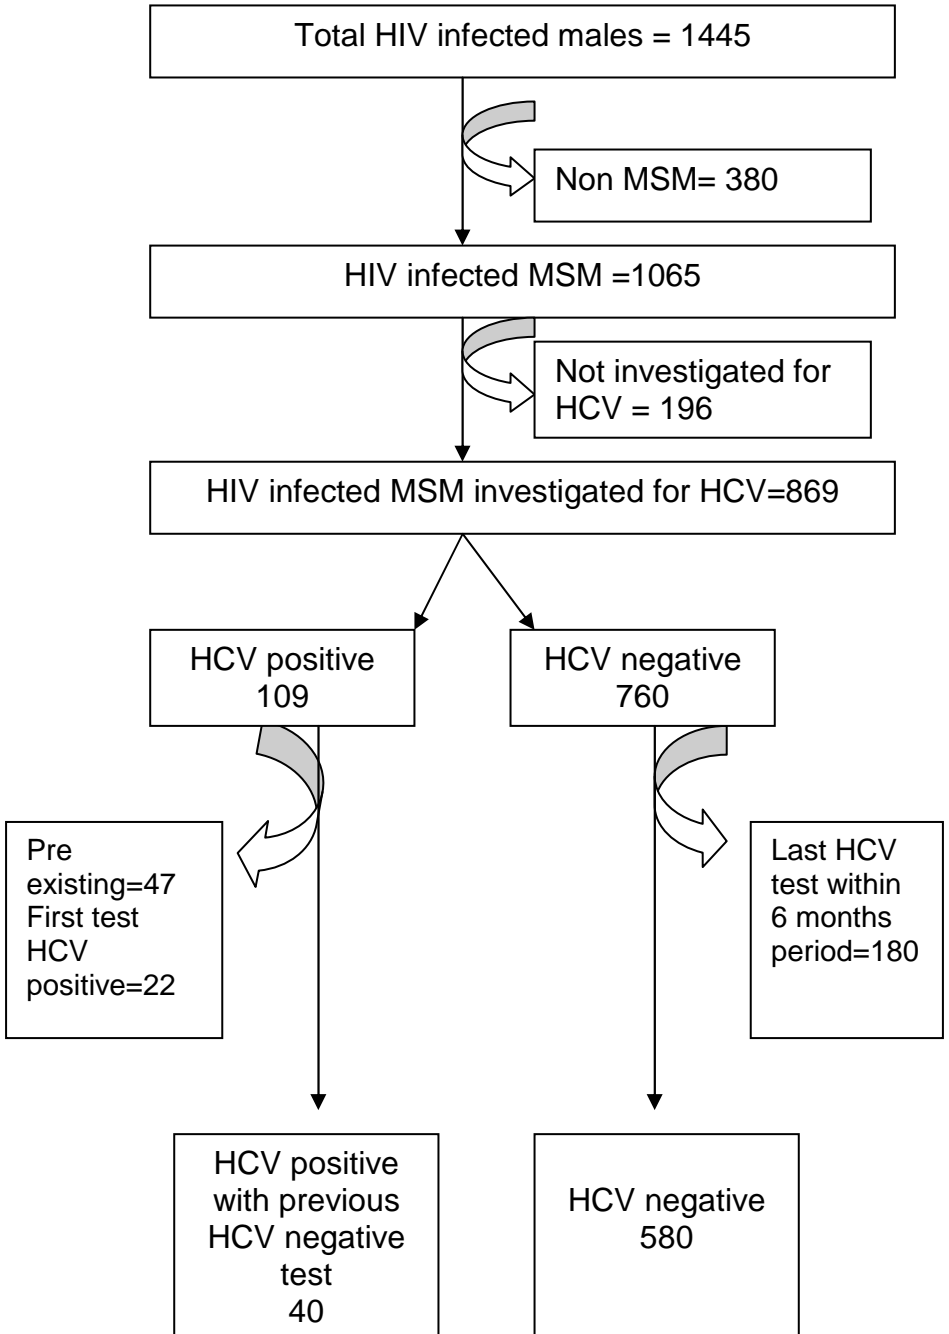 Total HIV infected males = 1445
Non MSM= 380
HIV infected MSM =1065
Not investigated for
HCV = 196
HIV infected MSM investigated for HCV=869
HCV positive
109
HCV negative
760
Pre
existing=47
First test
HCV
positive=22
Last HCV
test within
6 months
period=180
HCV positive
with previous
HCV negative
test
40
HCV negative
580